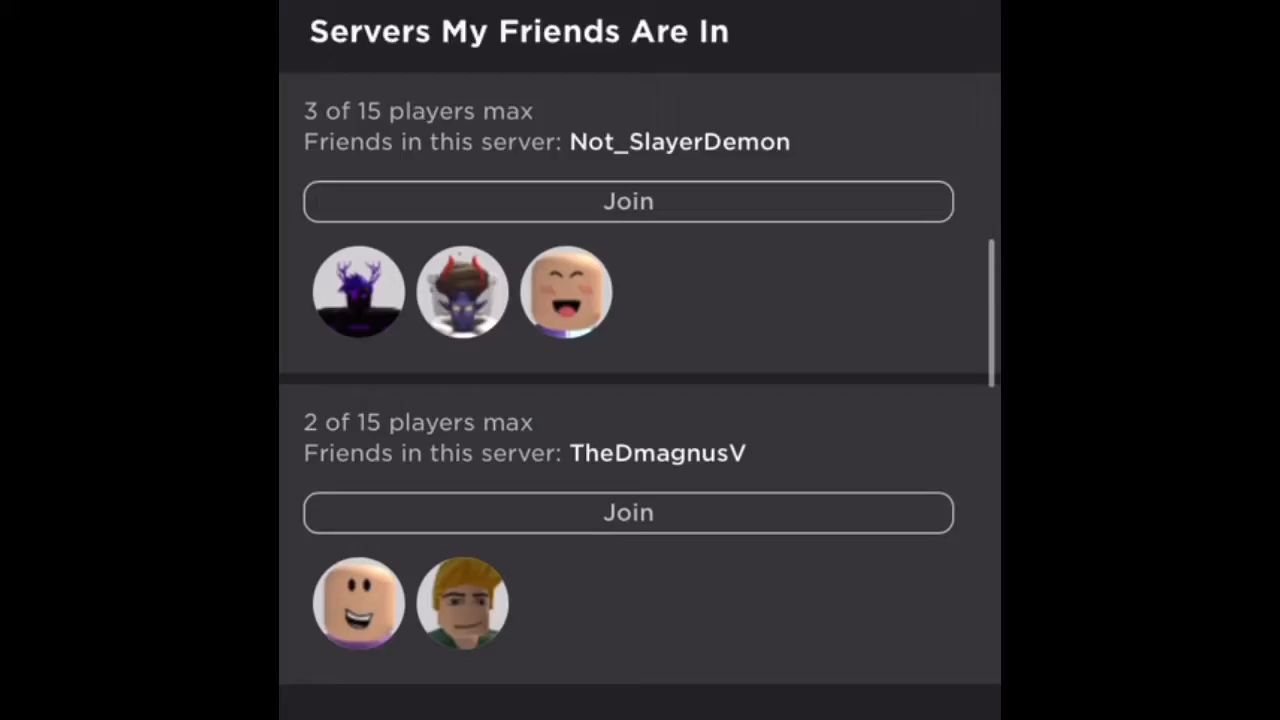 Servers My Friends Are In
3 of 15 players max
Friends in this server: Not_SlayerDemon
Join
2 of 15 players max
Friends in this server: TheDmagnusV
Join